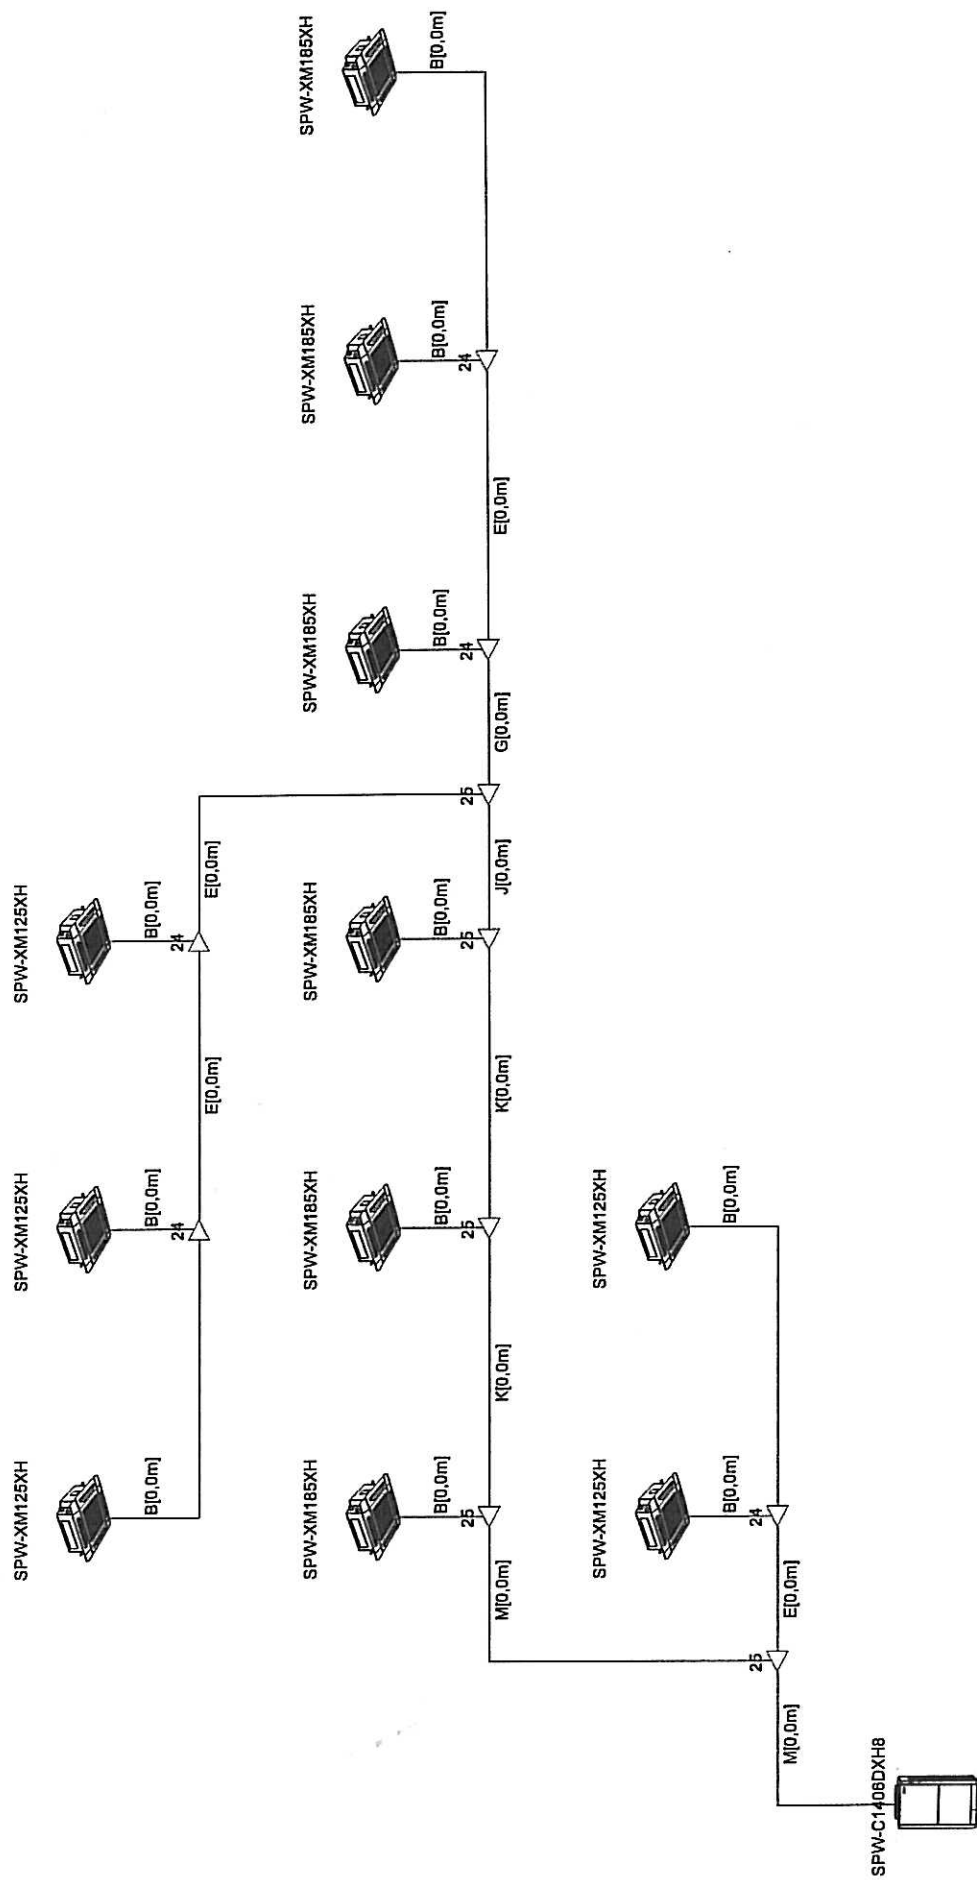 SPW-XM125XH
SPW-XM125XH
SPW-XM125XH
B[0,0m]
B[0,0m]
B[0,0m]
24
24
E[0,0m]
E[0,0m]
SPW-XM185XH
SPW-XM185XH
SPW-XM185XH
SPW-XM185XH
SPW-XM185XH
SPW-XM185XH
B[0,0m]
B[0,0m]
B[0,0m]
B[0,0m]
B[0,0m]
B[0,0m]
25
25
25
25
24
24
M[0,0m]
K[0,0m]
K[0,0m]
J[0,0m]
G[0,0m]
E[0,0m]
SPW-XM125XH
SPW-XM125XH
B[0,0m]
B[0,0m]
25
24
M[0,0m]
E[0,0m]
SPW-C1406DXH8